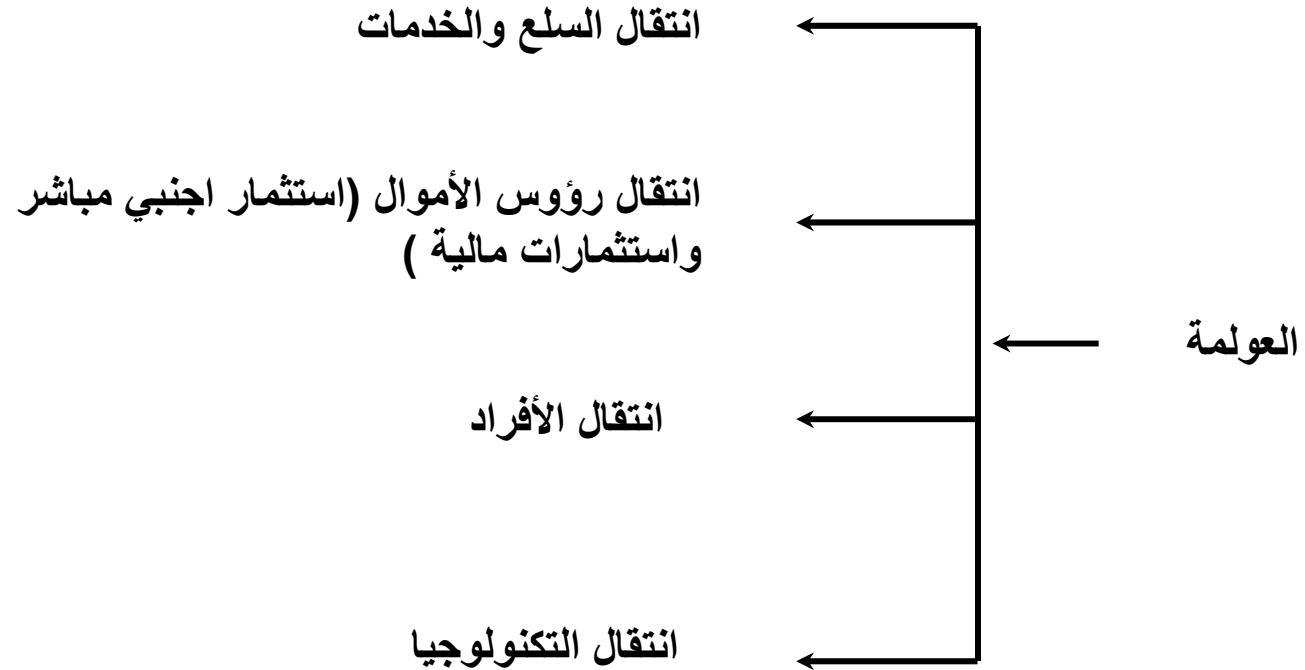 انتقال السلع والخدمات
انتقال رؤوس الأموال (استثمار اجنبي مباشر
واستثمارات مالية )
العولمة
انتقال الأفراد
انتقال التكنولوجيا